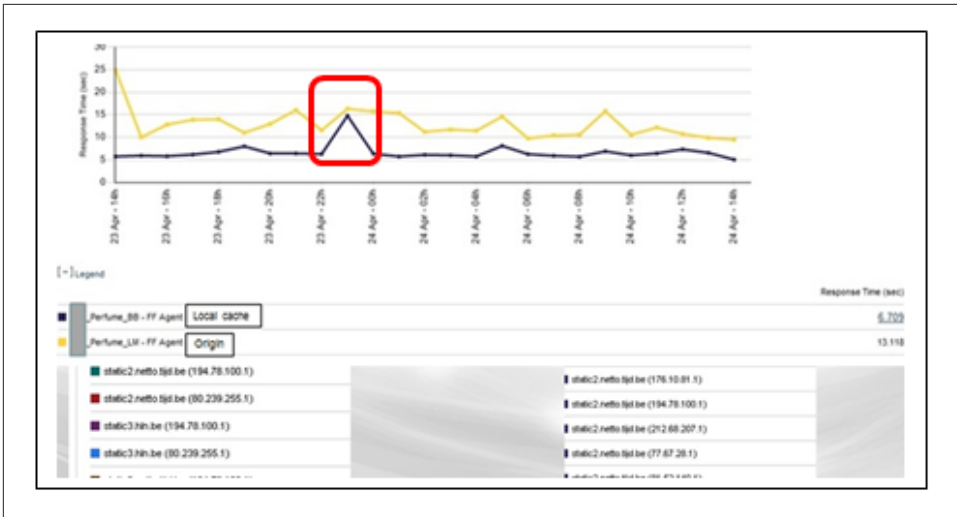 30
25
20
15
10
5
0
Response Time (sec)
23 Apr - 14h
23 Apr - 16h
23 Apr - 18h
23 Apr - 20h
23 Apr - 22h
24 Apr - 00h
24 Apr - 02h
24 Apr - 04h
24 Apr - 06h
24 Apr - 08h
24 Apr - 10h
24 Apr - 12h
24 Apr - 14h
[-] Legend
Response Time (sec)
_Perfume_BB - FF Agent Local cache 6.709
_Perfume_LM - FF Agent Origin 13.118
static2.netto.tijd.be (194.78.100.1)
static2.netto.tijd.be (80.239.255.1)
static3.hln.be (194.78.100.1)
static3.hln.be (80.239.255.1)
static2.netto.tijd.be (176.10.81.1)
static2.netto.tijd.be (194.78.100.1)
static2.netto.tijd.be (212.68.207.1)
static2.netto.tijd.be (77.67.28.1)